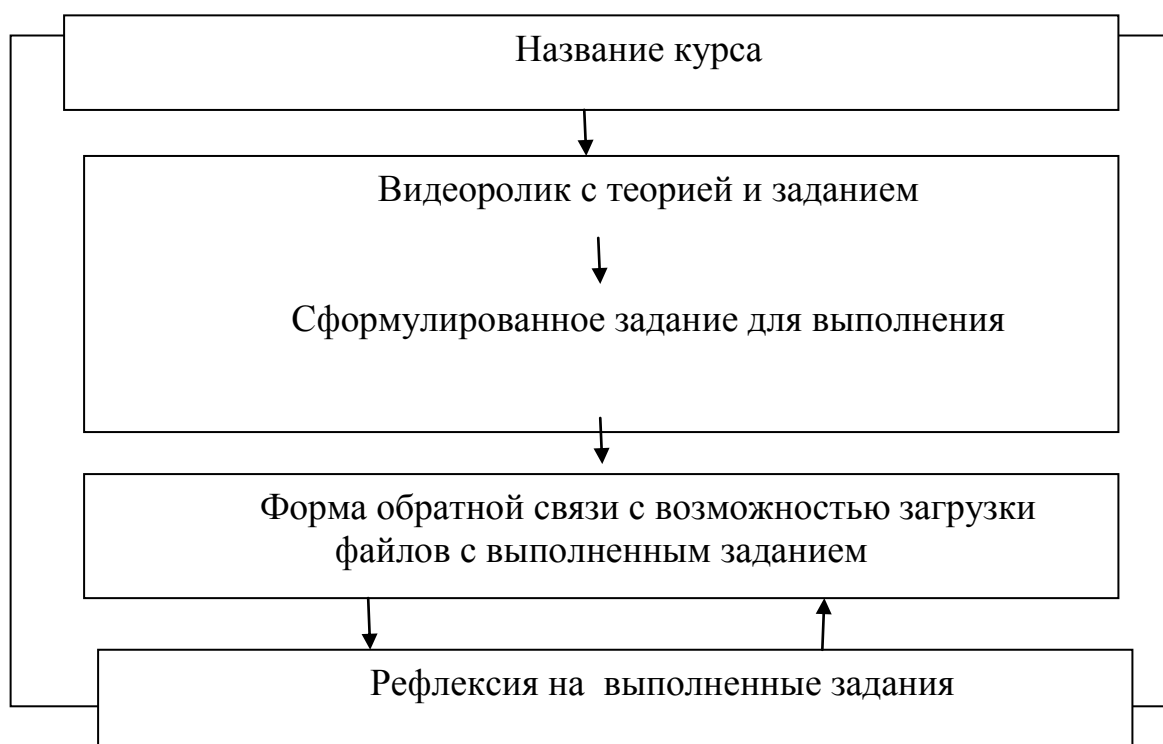 Название курса
Видеоролик с теорией и заданием
Сформулированное задание для выполнения
Форма обратной связи с возможностью загрузки
файлов с выполненным заданием
Рефлексия на выполненные задания